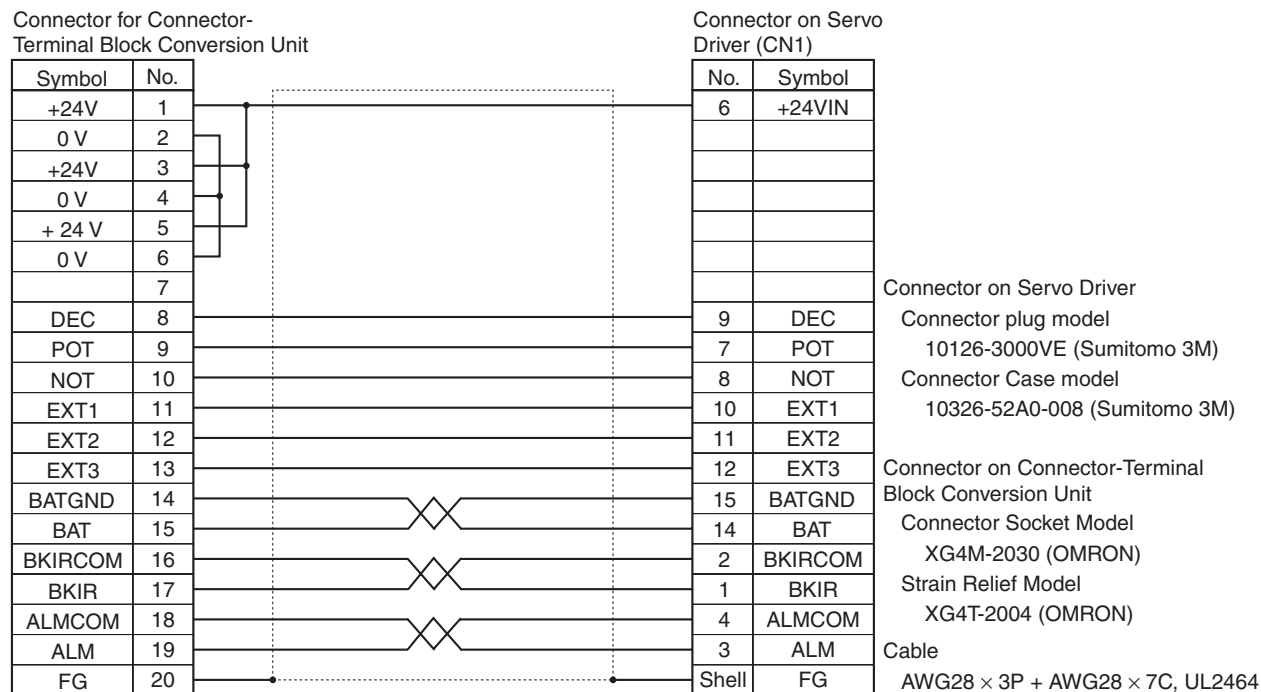 Connector for Connector-
Terminal Block Conversion Unit
Connector on Servo
Driver (CN1)
Symbol No. No. Symbol
+24V 1 6 +24VIN
0 V 2
+24V 3
0 V 4
+ 24 V 5
0 V 6
7
DEC 8 9 DEC
POT 9 7 POT
NOT 10 8 NOT
EXT1 11 10 EXT1
EXT2 12 11 EXT2
EXT3 13 12 EXT3
BATGND 14 15 BATGND
BAT 15 14 BAT
BKIRCOM 16 2 BKIRCOM
BKIR 17 1 BKIR
ALMCOM 18 4 ALMCOM
ALM 19 3 ALM
FG 20 Shell FG
Connector on Servo Driver
Connector plug model
10126-3000VE (Sumitomo 3M)
Connector Case model
10326-52A0-008 (Sumitomo 3M)
Connector on Connector-Terminal
Block Conversion Unit
Connector Socket Model
XG4M-2030 (OMRON)
Strain Relief Model
XG4T-2004 (OMRON)
Cable
AWG28 × 3P + AWG28 × 7C, UL2464